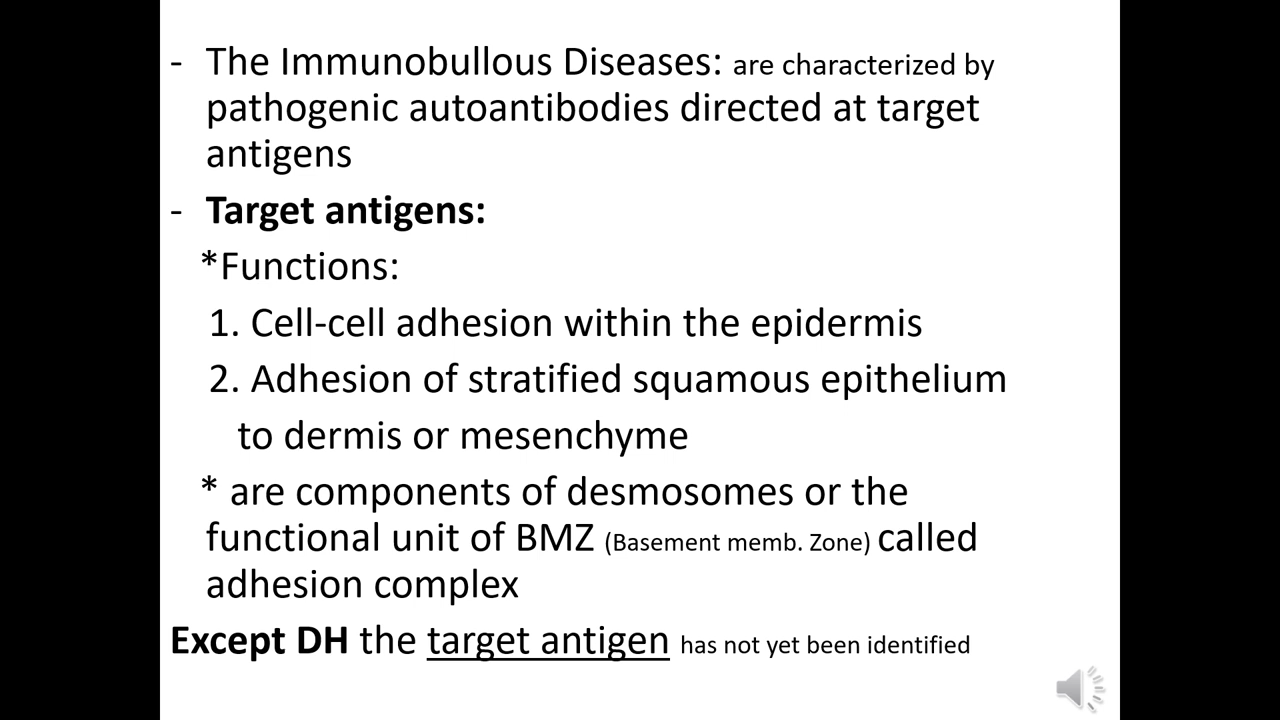 - The Immunobullous Diseases: are characterized by
pathogenic autoantibodies directed at target
antigens
- Target antigens:
*Functions:
1. Cell-cell adhesion within the epidermis
2. Adhesion of stratified squamous epithelium
to dermis or mesenchyme
* are components of desmosomes or the
functional unit of BMZ (Basement memb. Zone) called
adhesion complex
Except DH the target antigen has not yet been identified